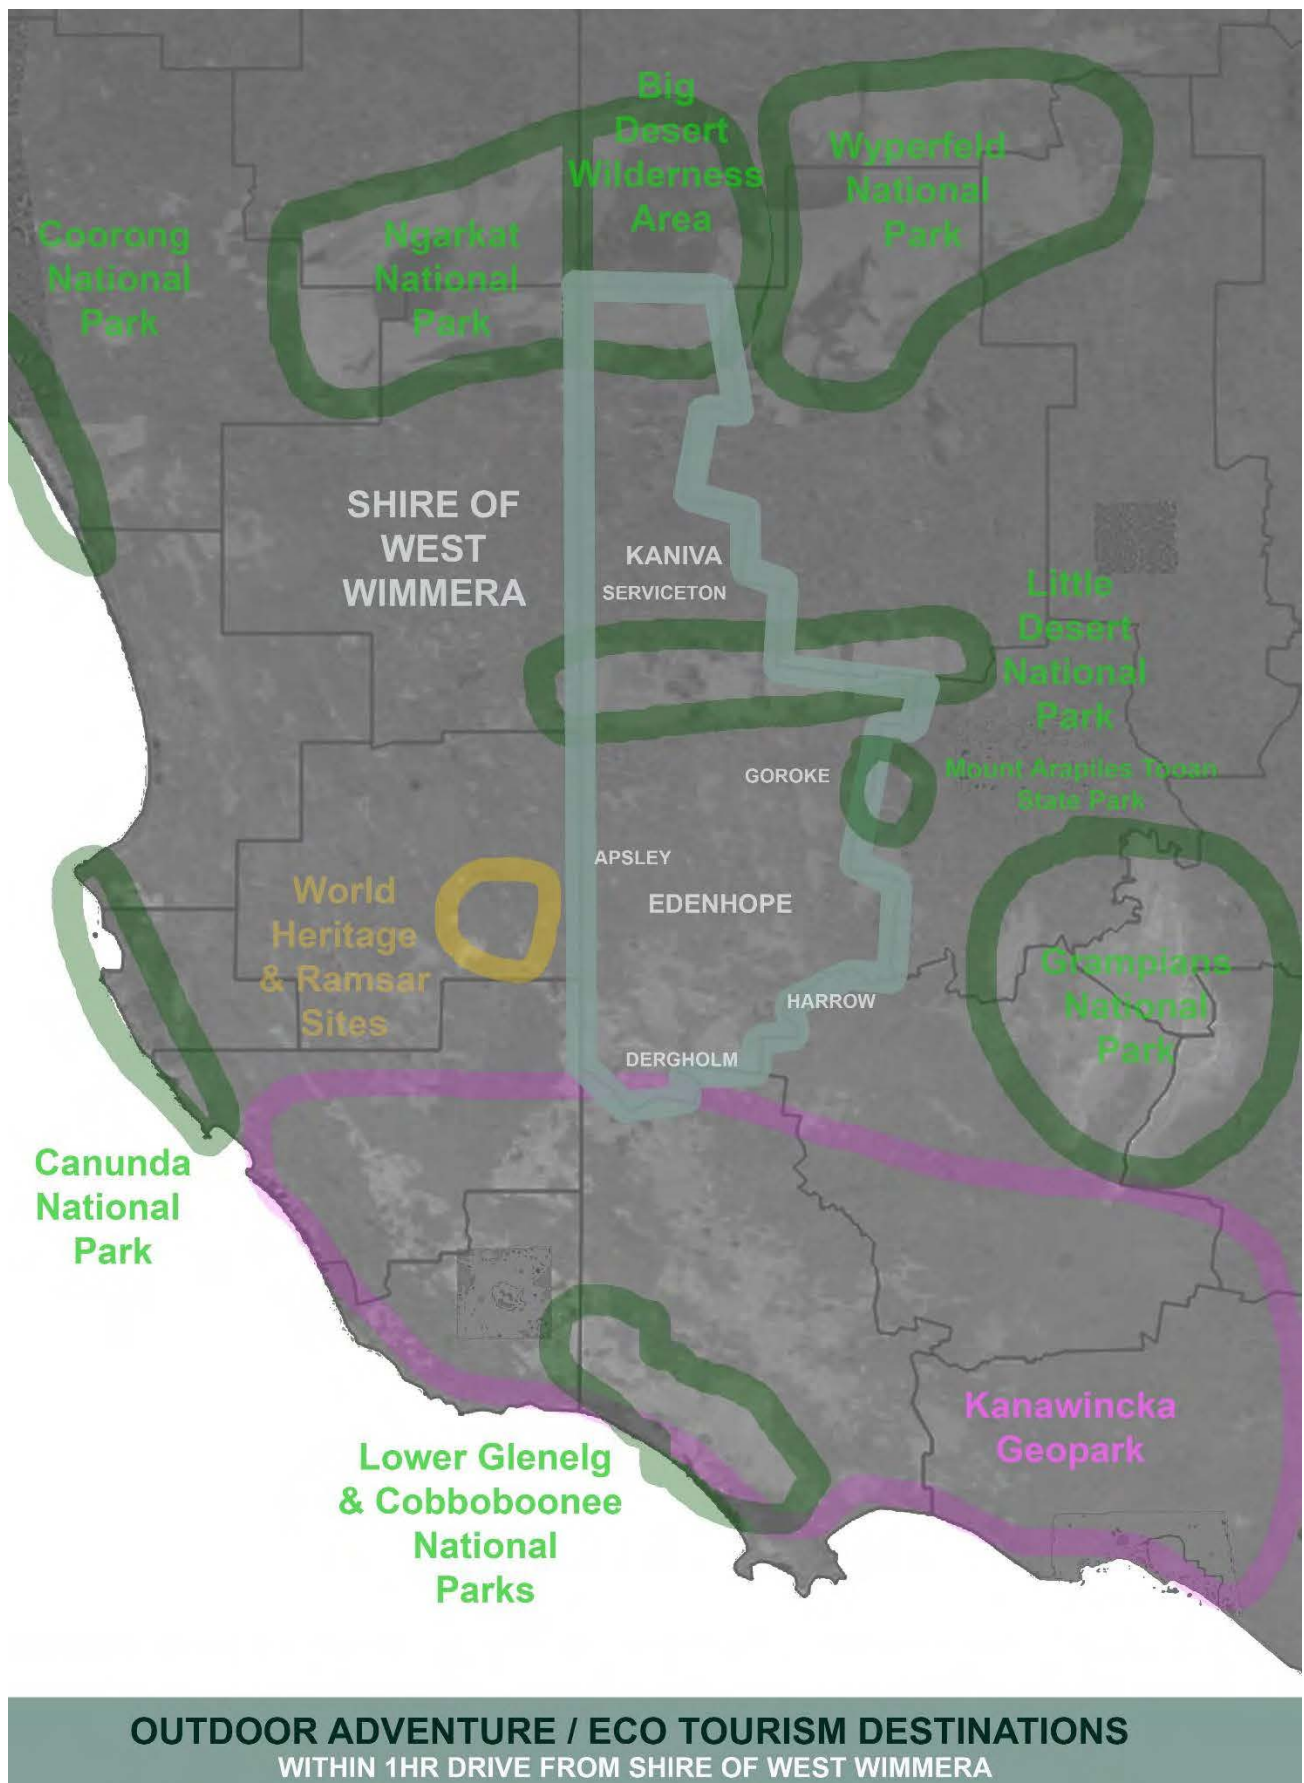 Big
Desert
Wilderness
Area
Wyperfeld
National
Park
Coorong
National
Park
Ngarkat
National
Park
SHIRE OF
WEST
WIMMERA
KANIVA
SERVICETON
Little
Desert
National
Park
GOROKE
Mount Arapiles Tooan
State Park
APSLEY
EDENHOPE
World
Heritage
& Ramsar
Sites
HARROW
Grampians
National
Park
DERGHOLM
Canunda
National
Park
Kanawincka
Geopark
Lower Glenelg
& Cobboboonee
National
Parks
OUTDOOR ADVENTURE / ECO TOURISM DESTINATIONS
WITHIN 1HR DRIVE FROM SHIRE OF WEST WIMMERA